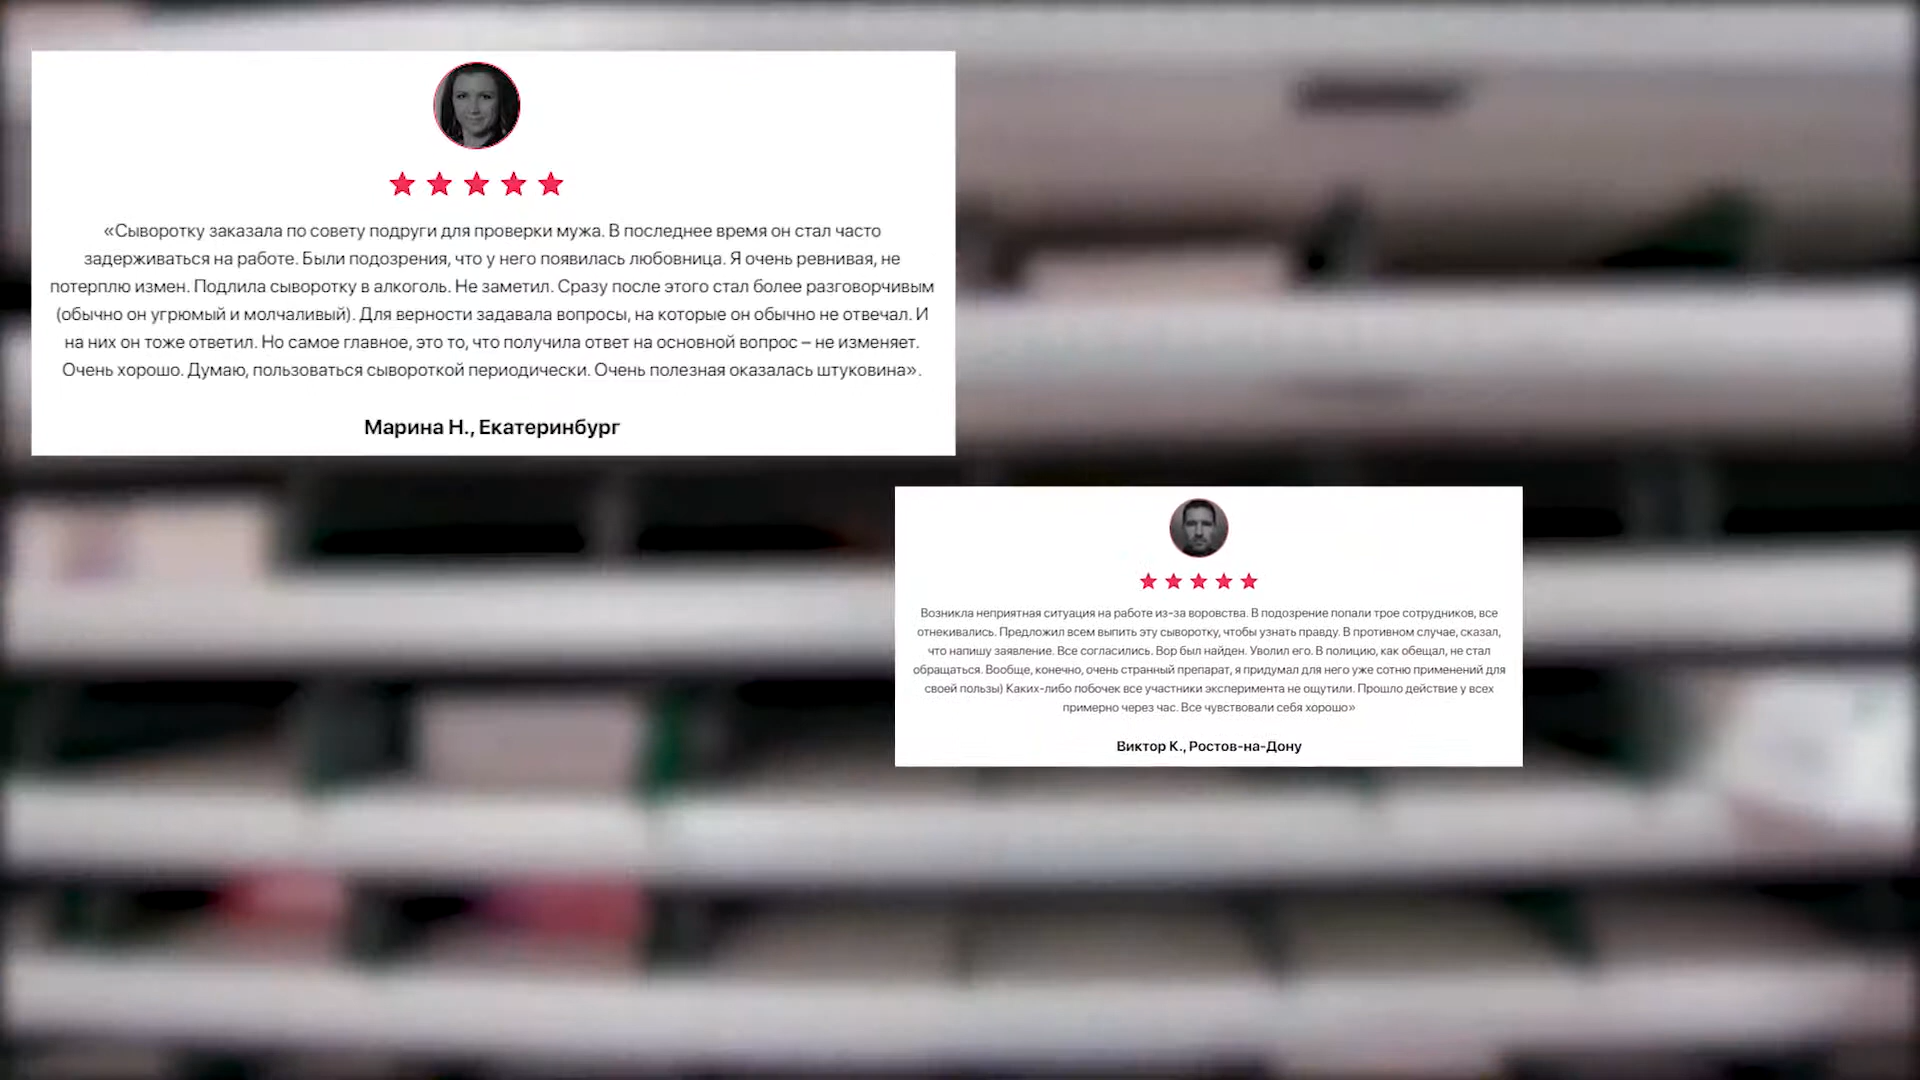 «Сыворотку заказала по совету подруги для проверки мужа. В последнее время он стал часто
задерживаться на работе. Были подозрения, что у него появилась любовница. Я очень ревнивая, не
потерплю измен. Подлила сыворотку в алкоголь. Не заметил. Сразу после этого стал более разговорчивым
(обычно он угрюмый и молчаливый). Для верности задавала вопросы, на которые он обычно не отвечал. И
на них он тоже ответил. Но самое главное, это то, что получила ответ на основной вопрос – не изменяет.
Очень хорошо. Думаю, пользоваться сывороткой периодически. Очень полезная оказалась штуковина».
Марина Н., Екатеринбург
Возникла неприятная ситуация на работе из-за воровства. В подозрение попали трое сотрудников, все
отнекивались. Предложил всем выпить эту сыворотку, чтобы узнать правду. В противном случае, сказал,
что напишу заявление. Все согласились. Вор был найден. Уволил его. В полицию, как обещал, не стал
обращаться. Вообще, конечно, очень странный препарат, я придумал для него уже сотню применений для
своей пользы) Каких-либо побочек все участники эксперимента не ощутили. Прошло действие у всех
примерно через час. Все чувствовали себя хорошо»
Виктор К., Ростов-на-Дону